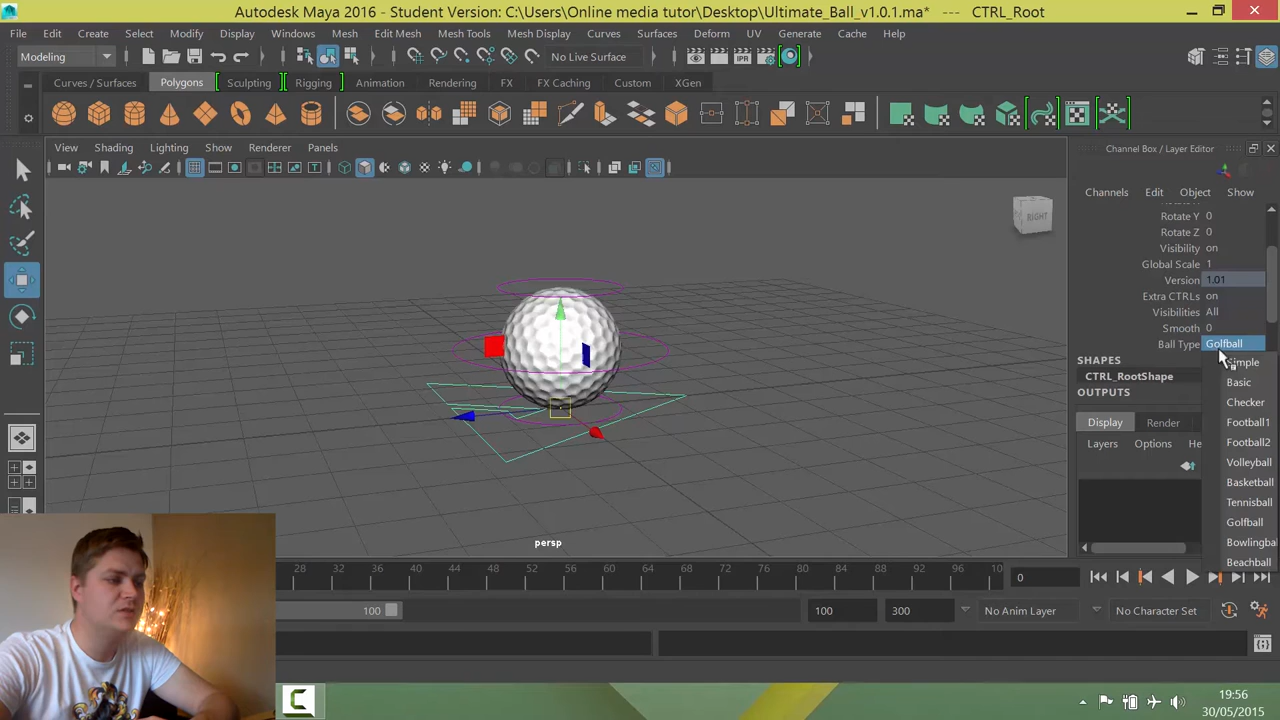 Autodesk Maya 2016 - Student Version: C:\Users\Online media tutor\Desktop\Ultimate_Ball_v1.0.1.ma* --- CTRL_Root
File Edit Create Select Modify Display Windows Mesh Edit Mesh Mesh Tools Mesh Display Curves Surfaces Deform UV Generate Cache Help
Modeling No Live Surface IPR
Curves / Surfaces Polygons Sculpting Rigging Animation Rendering FX FX Caching Custom XGen
View Shading Lighting Show Renderer Panels
Channel Box / Layer Editor
Channels Edit Object Show
RIGHT
Rotate Y 0
Rotate Z 0
Visibility on
Global Scale 1
Version 1.01
Extra CTRLs on
Visibilities All
Smooth 0
Ball Type Golfball
SHAPES
CTRL_RootShape
OUTPUTS
Basic
Checker
Football1
Football2
Volleyball
Basketball
Tennisball
Golfball
Beachball
Display Render
Layers Options
persp
28 32 36 40 44 48 52 56 60 64 68 72 76 80 84 88 92 96 0
100 100 300 No Anim Layer No Character Set
19:56
30/05/2015